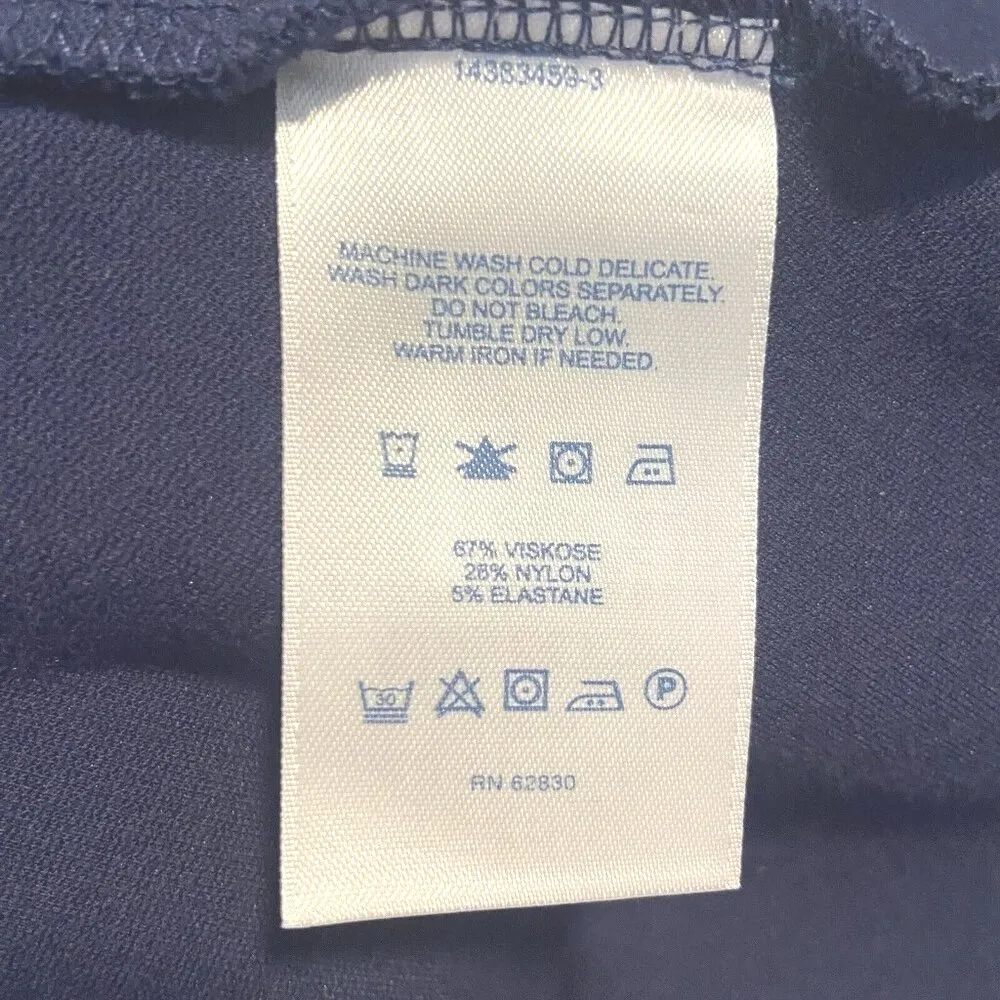 14383459-3
MACHINE WASH COLD DELICATE.
WASH DARK COLORS SEPARATELY.
DO NOT BLEACH.
TUMBLE DRY LOW.
WARM IRON IF NEEDED.
67% VISKOSE
28% NYLON
5% ELASTANE
30 P
RN 62830